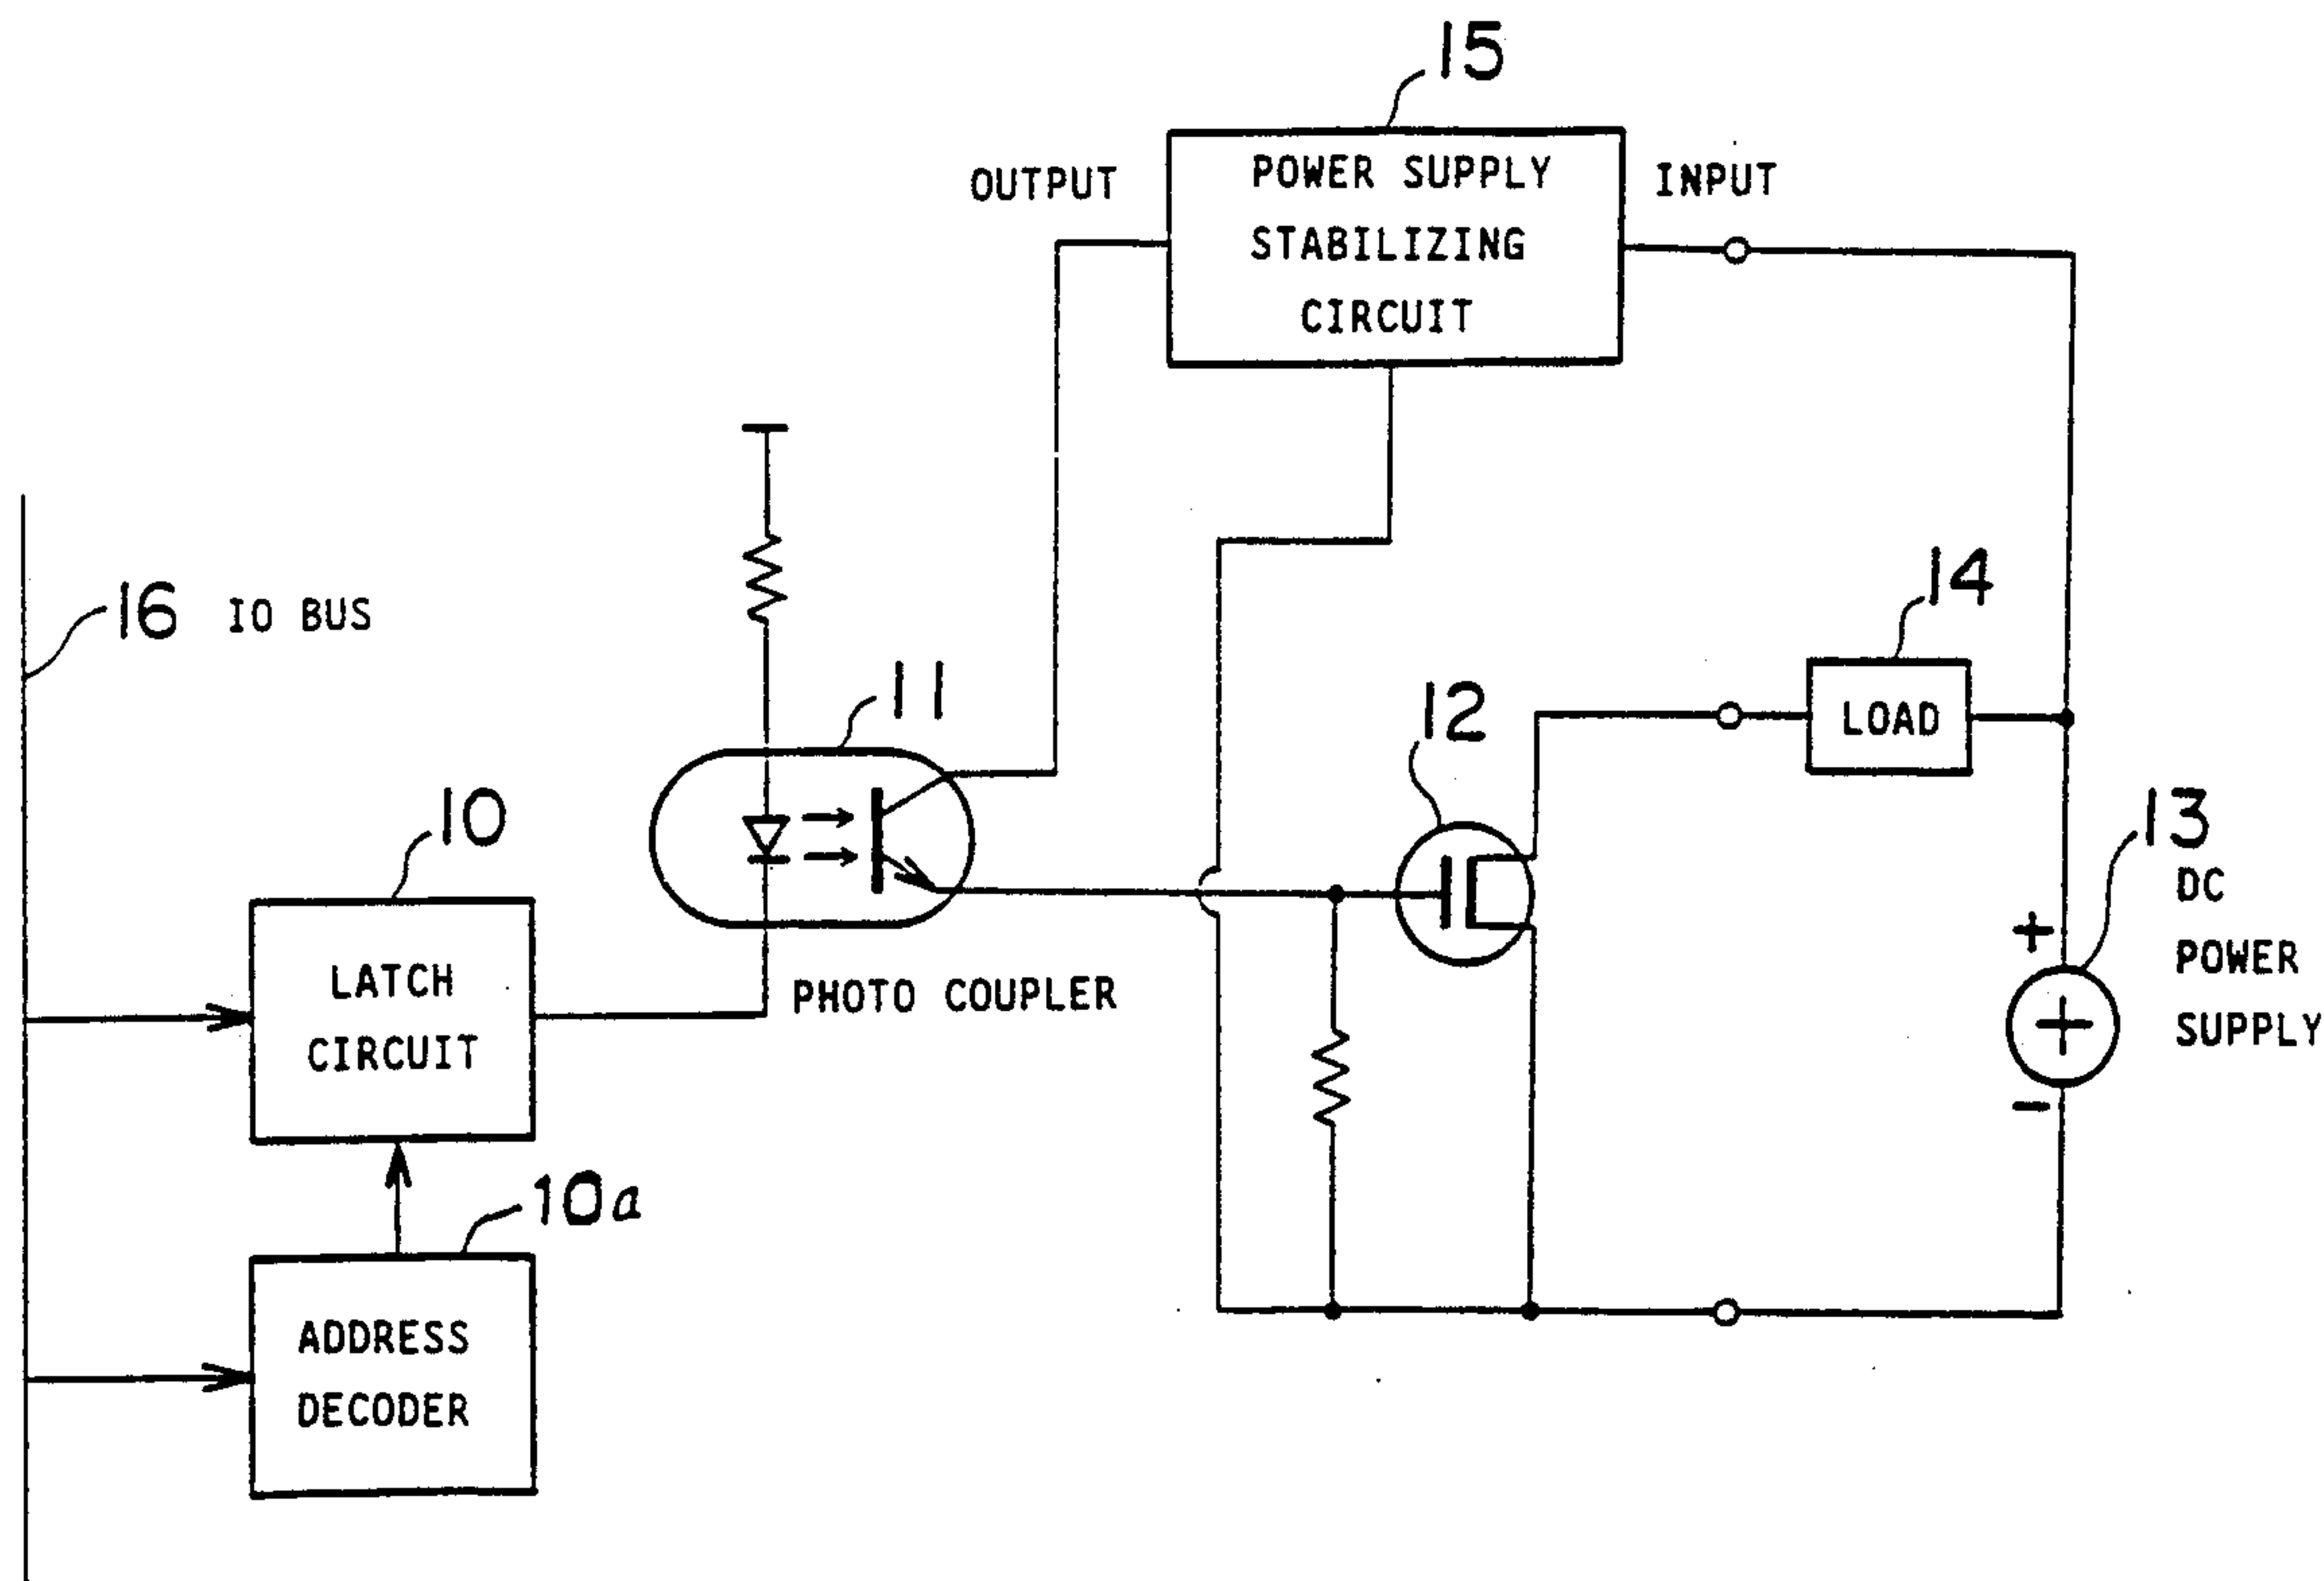 15
OUTPUT
POWER SUPPLY
STABILIZING
CIRCUIT
INPUT
16 IO BUS
14
LOAD
11
12
13
DC
POWER
SUPPLY
+
+
-
10
LATCH
CIRCUIT
PHOTO COUPLER
10a
ADDRESS
DECODER